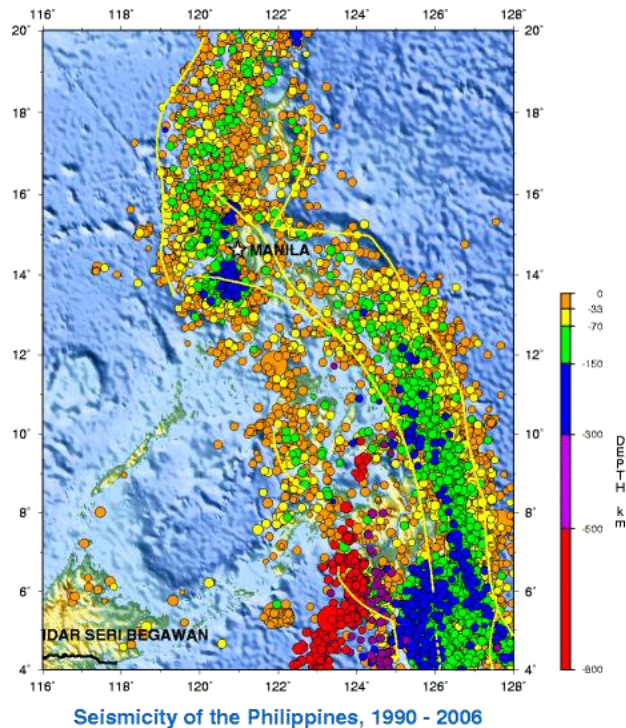 116° 118° 120° 122° 124° 126° 128°
20° 20°
18° 18°
16° 16°
MANILA
14° 14°
12° 12°
10° 10°
8° 8°
6° 6°
IDAR SERI BEGAWAN
4° 4°
116° 118° 120° 122° 124° 126° 128°
0
-33
-70
-150
-300
-500
-800
DEPTH km
Seismicity of the Philippines, 1990 - 2006